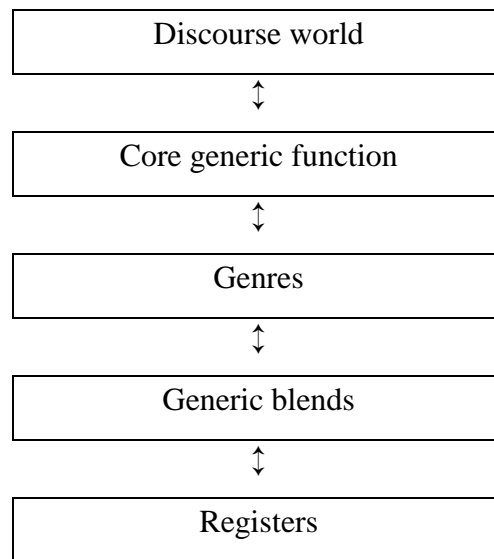 Discourse world
↕
Core generic function
↕
Genres
↕
Generic blends
↕
Registers